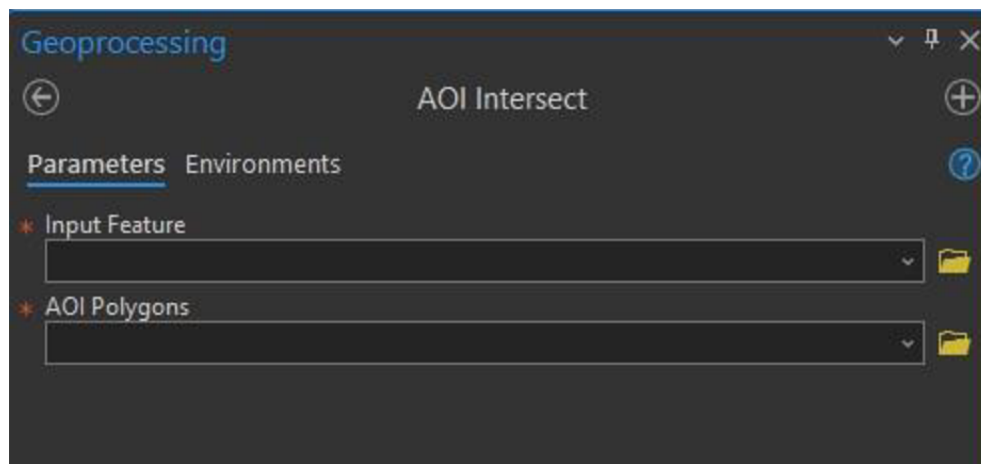 Geoprocessing
AOI Intersect
Parameters Environments
* Input Feature
* AOI Polygons